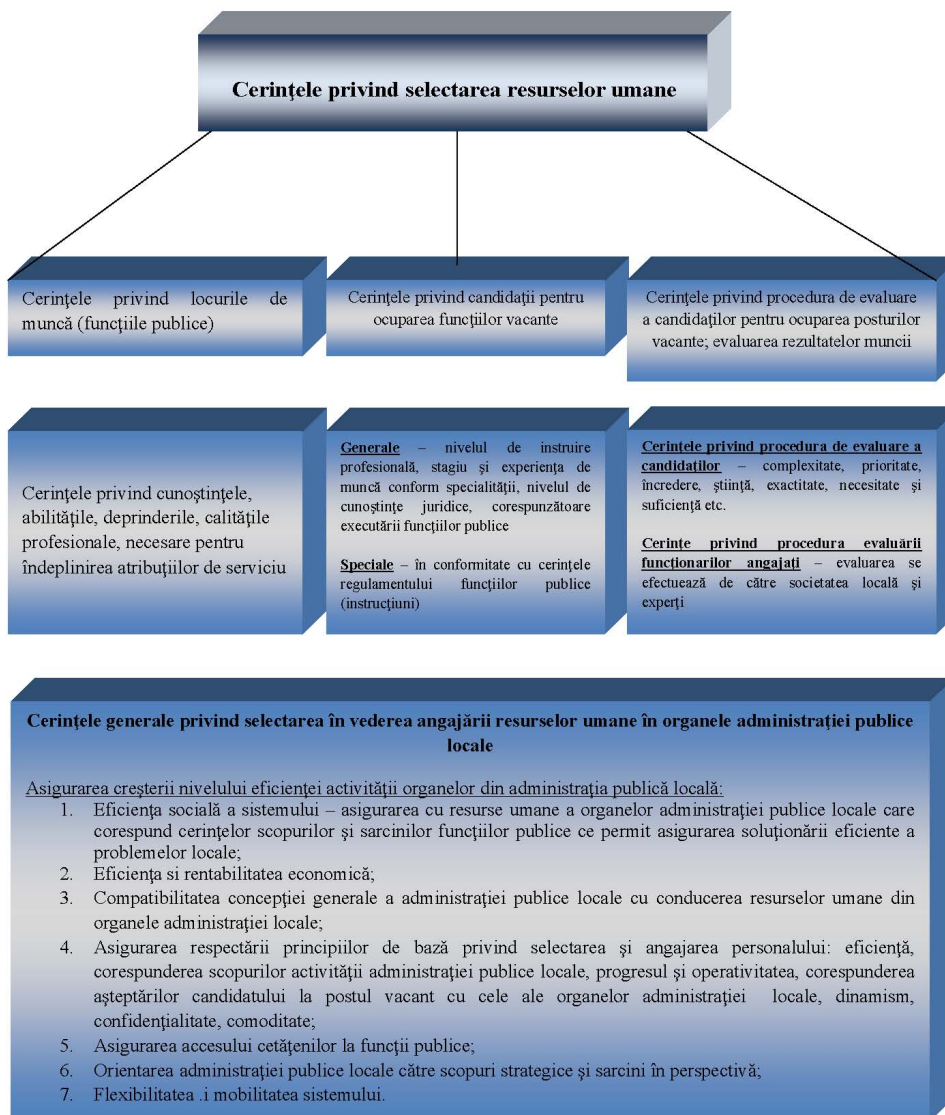 Cerinţele privind selectarea resurselor umane
Cerinţele privind locurile de
muncă (funcţiile publice)
Cerinţele privind candidaţii pentru
ocuparea funcţiilor vacante
Cerinţele privind procedura de evaluare
a candidaţilor pentru ocuparea posturilor
vacante; evaluarea rezultatelor muncii
Cerinţele privind cunoştinţele,
abilităţile, deprinderile, calităţile
profesionale, necesare pentru
îndeplinirea atribuţiilor de serviciu
Generale – nivelul de instruire
profesională, stagiu şi experienţa de
muncă conform specialităţii, nivelul de
cunoştinţe juridice, corespunzătoare
executării funcţiilor publice
Speciale – în conformitate cu cerinţele
regulamentului funcţiilor publice
(instrucţiuni)
Cerinţele privind procedura de evaluare a
candidaţilor – complexitate, prioritate,
încredere, ştiinţă, exactitate, necesitate şi
suficienţă etc.
Cerinţe privind procedura evaluării
funcţionarilor angajaţi – evaluarea se
efectuează de către societatea locală şi
experţi
Cerinţele generale privind selectarea în vederea angajării resurselor umane în organele administraţiei publice
locale
Asigurarea creşterii nivelului eficienţei activităţii organelor din administraţia publică locală:
1. Eficienţa socială a sistemului – asigurarea cu resurse umane a organelor administraţiei publice locale care
corespund cerinţelor scopurilor şi sarcinilor funcţiilor publice ce permit asigurarea soluţionării eficiente a
problemelor locale;
2. Eficienţa si rentabilitatea economică;
3. Compatibilitatea concepţiei generale a administraţiei publice locale cu conducerea resurselor umane din
organele administraţiei locale;
4. Asigurarea respectării principiilor de bază privind selectarea şi angajarea personalului: eficienţă,
corespunderea scopurilor activităţii administraţiei publice locale, progresul şi operativitatea, corespunderea
aşteptărilor candidatului la postul vacant cu cele ale organelor administraţiei locale, dinamism,
confidenţialitate, comoditate;
5. Asigurarea accesului cetăţenilor la funcţii publice;
6. Orientarea administraţiei publice locale către scopuri strategice şi sarcini în perspectivă;
7. Flexibilitatea .i mobilitatea sistemului.